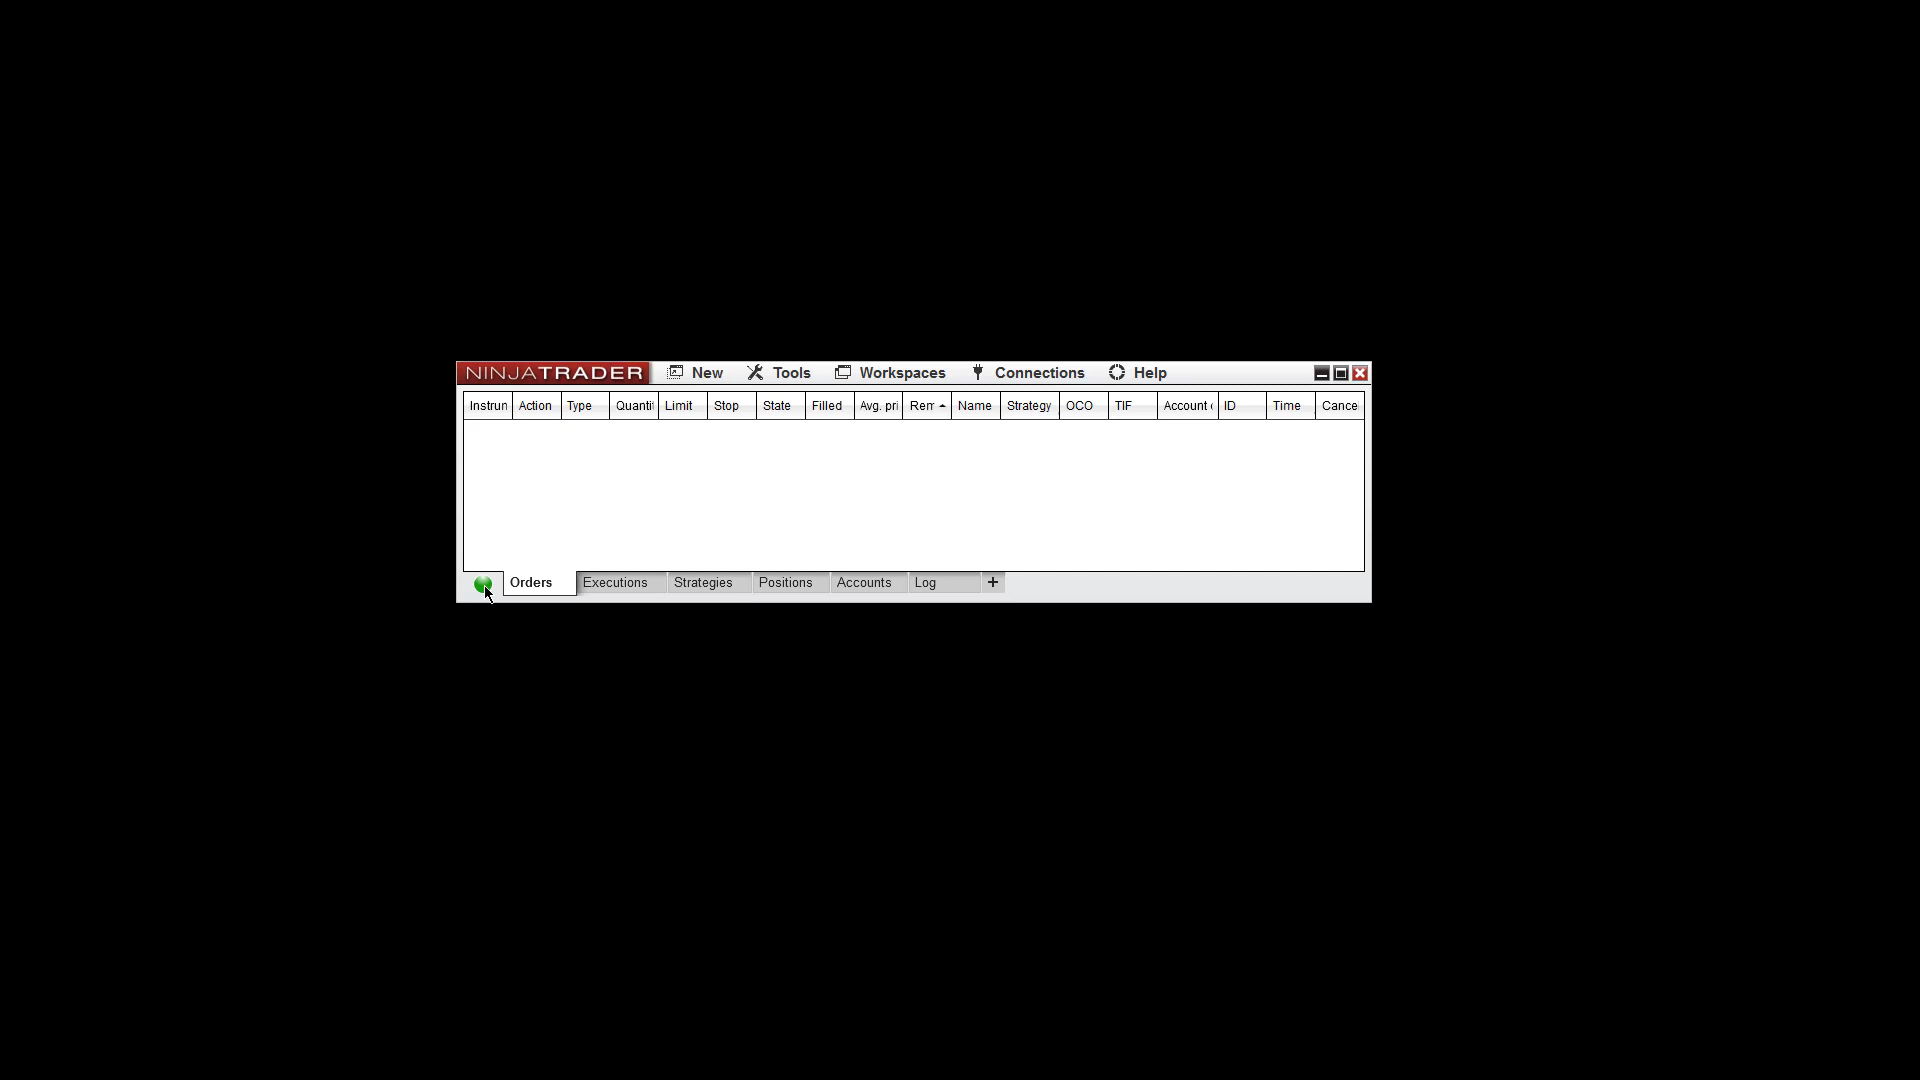 NINJATRADER New Tools Workspaces Connections Help
Instrun Action Type Quantit Limit Stop State Filled Avg. pri Rem Name Strategy OCO TIF Account ID Time Cance
Orders Executions Strategies Positions Accounts Log +